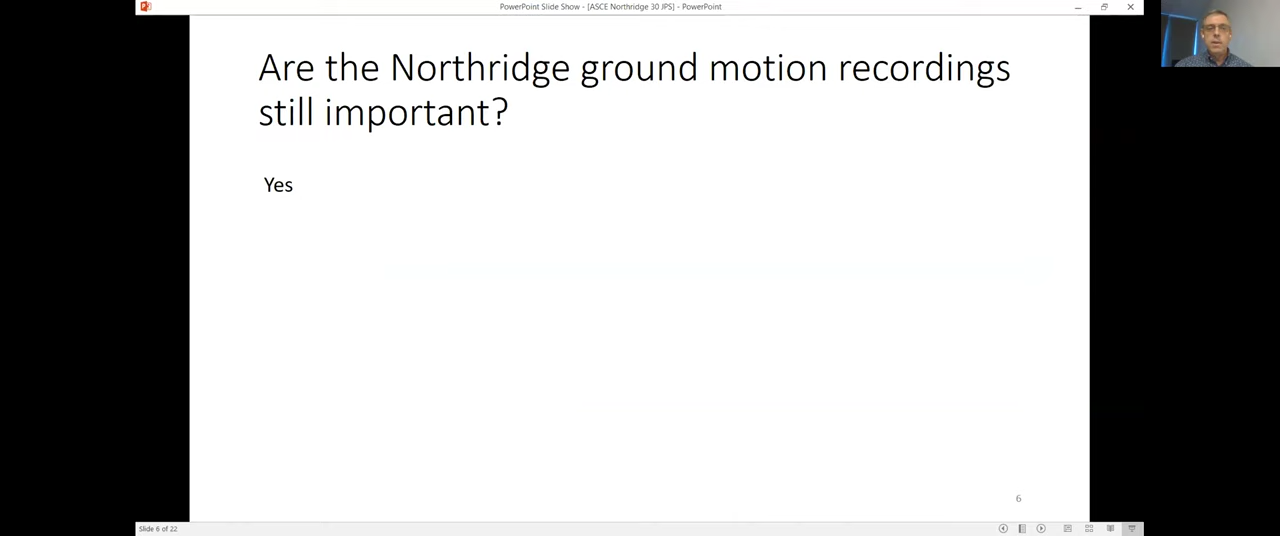 PowerPoint Slide Show - [ASCE Northridge 30 JPS] - PowerPoint
Are the Northridge ground motion recordings
still important?
Yes
6
Slide 6 of 22